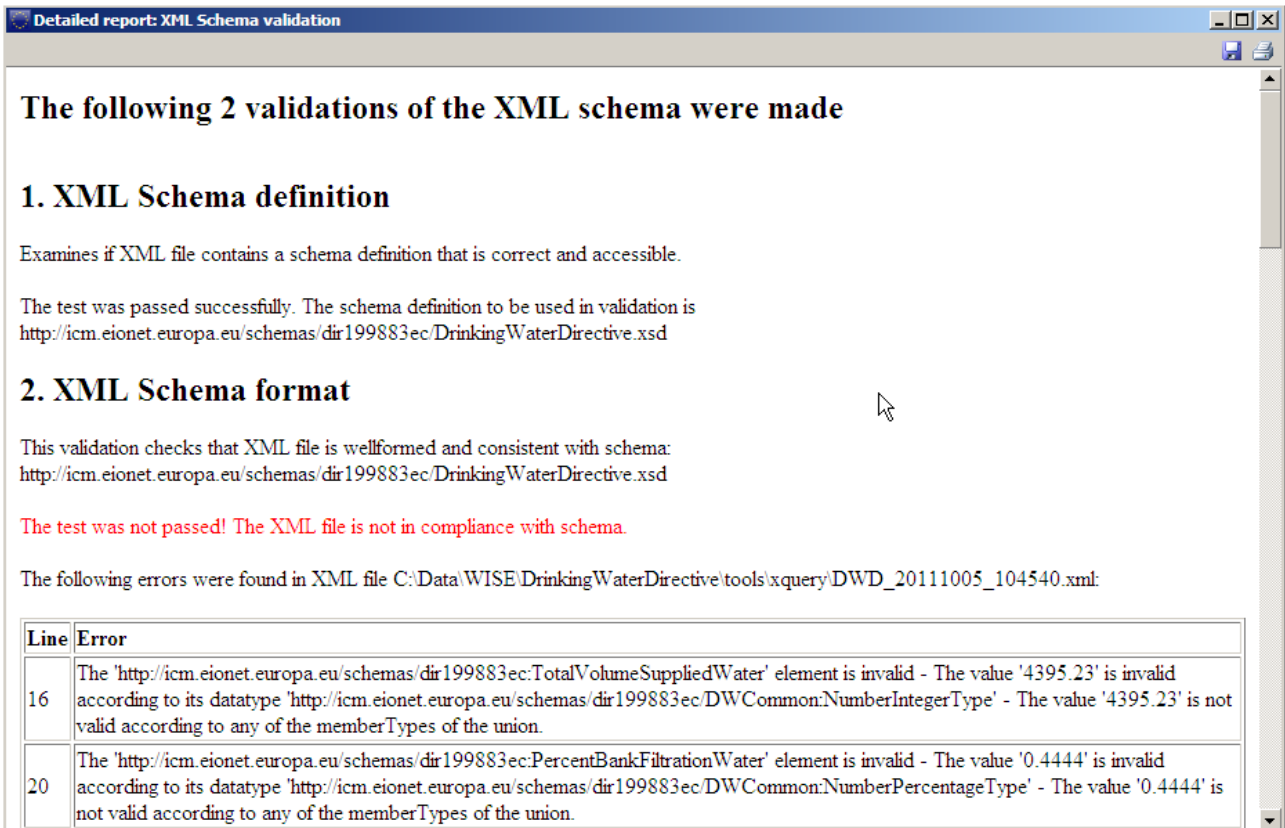 Detailed report: XML Schema validation
The following 2 validations of the XML schema were made
1. XML Schema definition
Examines if XML file contains a schema definition that is correct and accessible.
The test was passed successfully. The schema definition to be used in validation is
http://icm.eionet.europa.eu/schemas/dir199883ec/DrinkingWaterDirective.xsd
2. XML Schema format
This validation checks that XML file is wellformed and consistent with schema:
http://icm.eionet.europa.eu/schemas/dir199883ec/DrinkingWaterDirective.xsd
The test was not passed! The XML file is not in compliance with schema.
The following errors were found in XML file C:\Data\WISE\DrinkingWaterDirective\tools\xquery\DWD_20111005_104540.xml:
Line Error
16 The 'http://icm.eionet.europa.eu/schemas/dir199883ec:TotalVolumeSuppliedWater' element is invalid - The value '4395.23' is invalid
according to its datatype 'http://icm.eionet.europa.eu/schemas/dir199883ec/DWCommon:NumberIntegerType' - The value '4395.23' is not
valid according to any of the memberTypes of the union.
20 The 'http://icm.eionet.europa.eu/schemas/dir199883ec:PercentBankFiltrationWater' element is invalid - The value '0.4444' is invalid
according to its datatype 'http://icm.eionet.europa.eu/schemas/dir199883ec/DWCommon:NumberPercentageType' - The value '0.4444' is
not valid according to any of the memberTypes of the union.